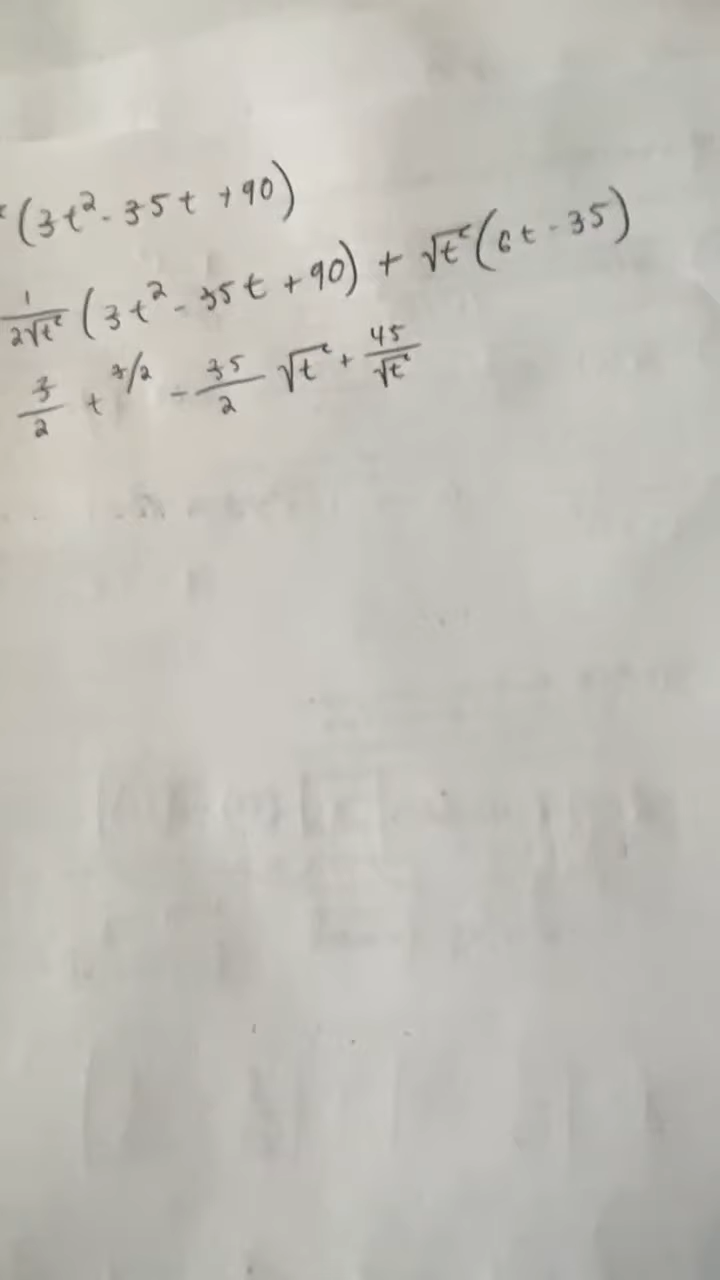 (3t² - 35t + 90)
1/(2√t) (3t² - 35t + 90) + √t (6t - 35)
3/2 t^3/2 - 35/2 √t + 45/√t